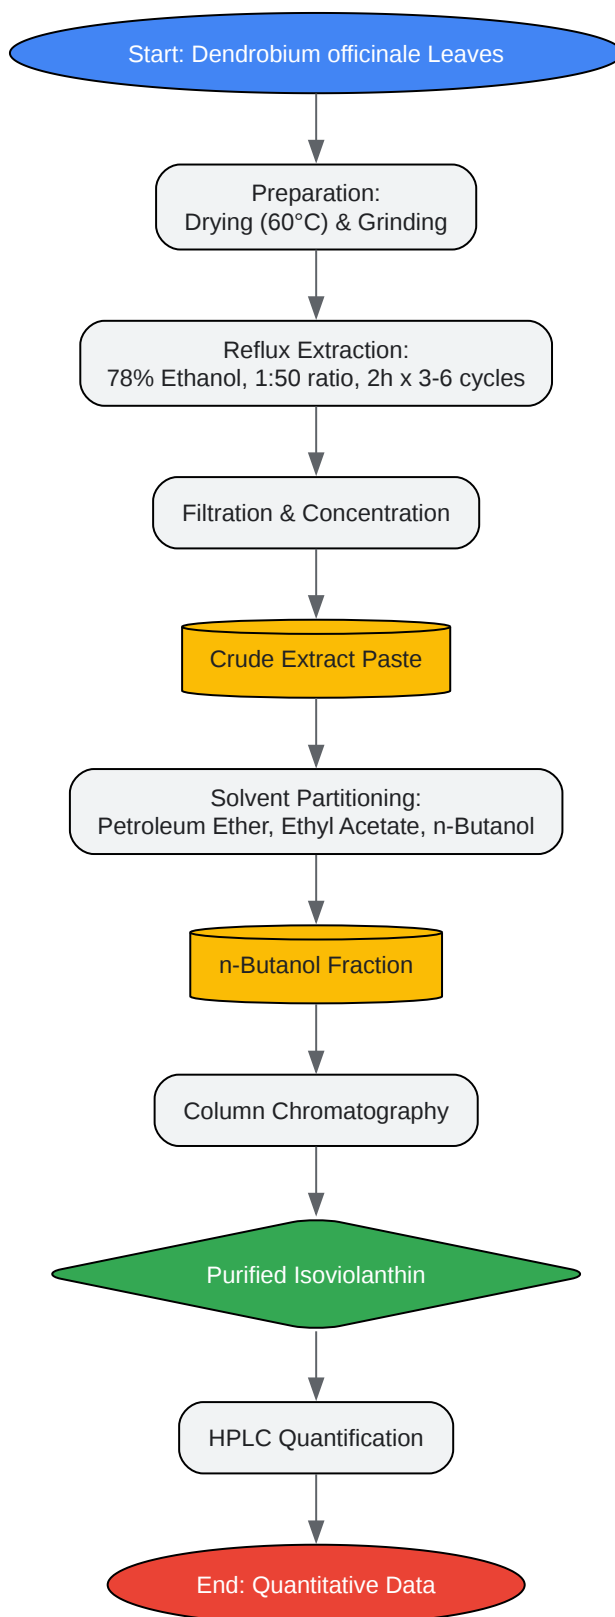 Start: Dendrobium officinale Leaves
Preparation:
Drying (60°C) & Grinding
Reflux Extraction:
78% Ethanol, 1:50 ratio, 2h x 3-6 cycles
Filtration & Concentration
Crude Extract Paste
Solvent Partitioning:
Petroleum Ether, Ethyl Acetate, n-Butanol
n-Butanol Fraction
Column Chromatography
Purified Isoviolanthin
HPLC Quantification
End: Quantitative Data